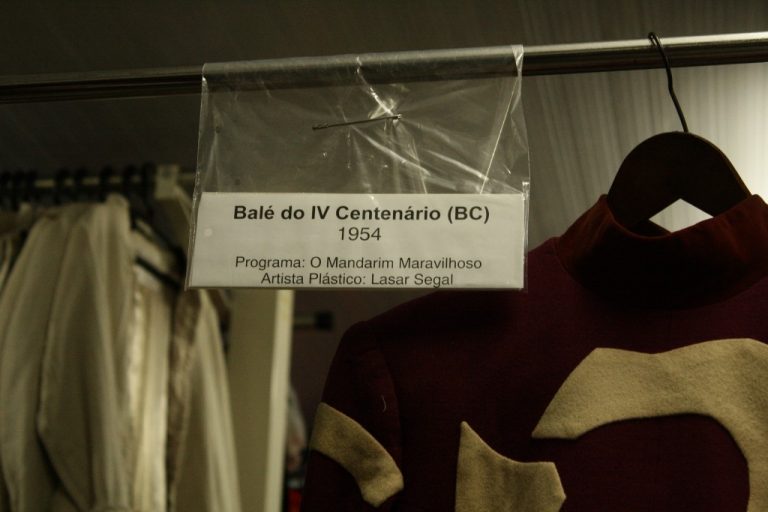 Balé do IV Centenário (BC)
1954
Programa: O Mandarim Maravilhoso
Artista Plástico: Lasar Segal